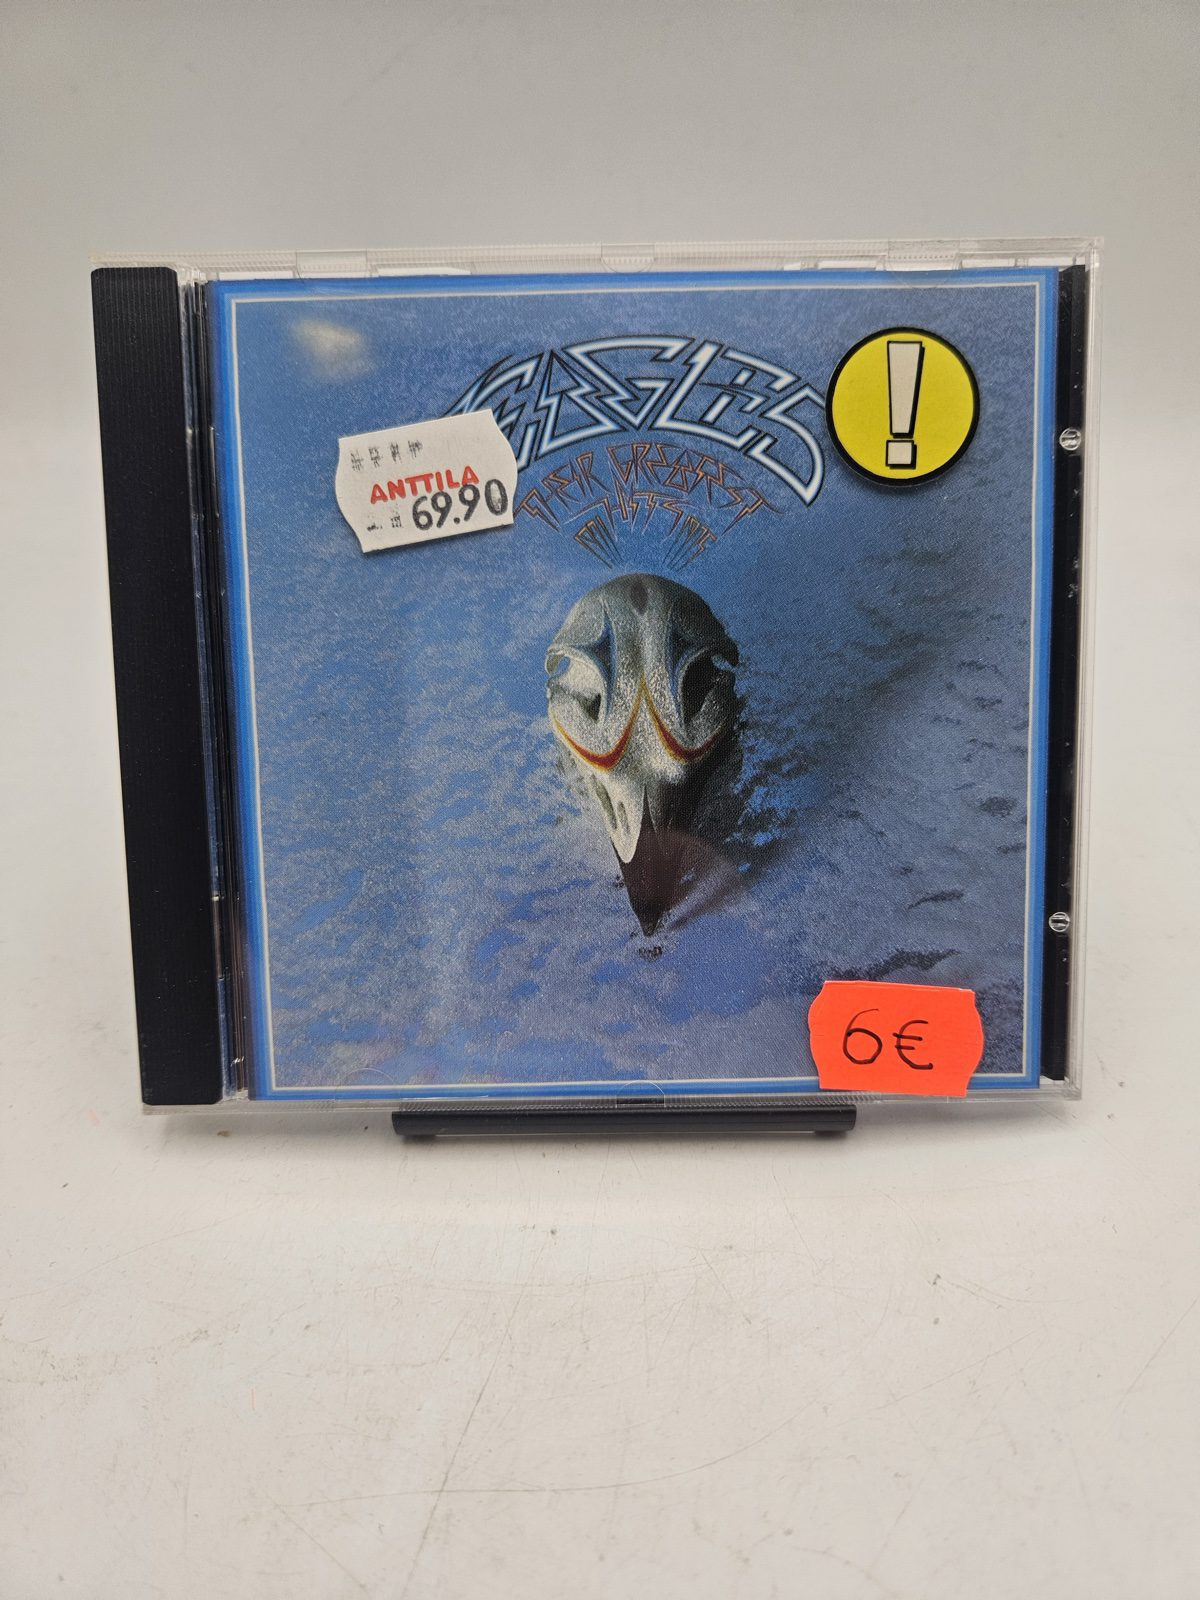 EAGLES
THEIR GREATEST
HITS
!
ANTTILA
69.90
6€